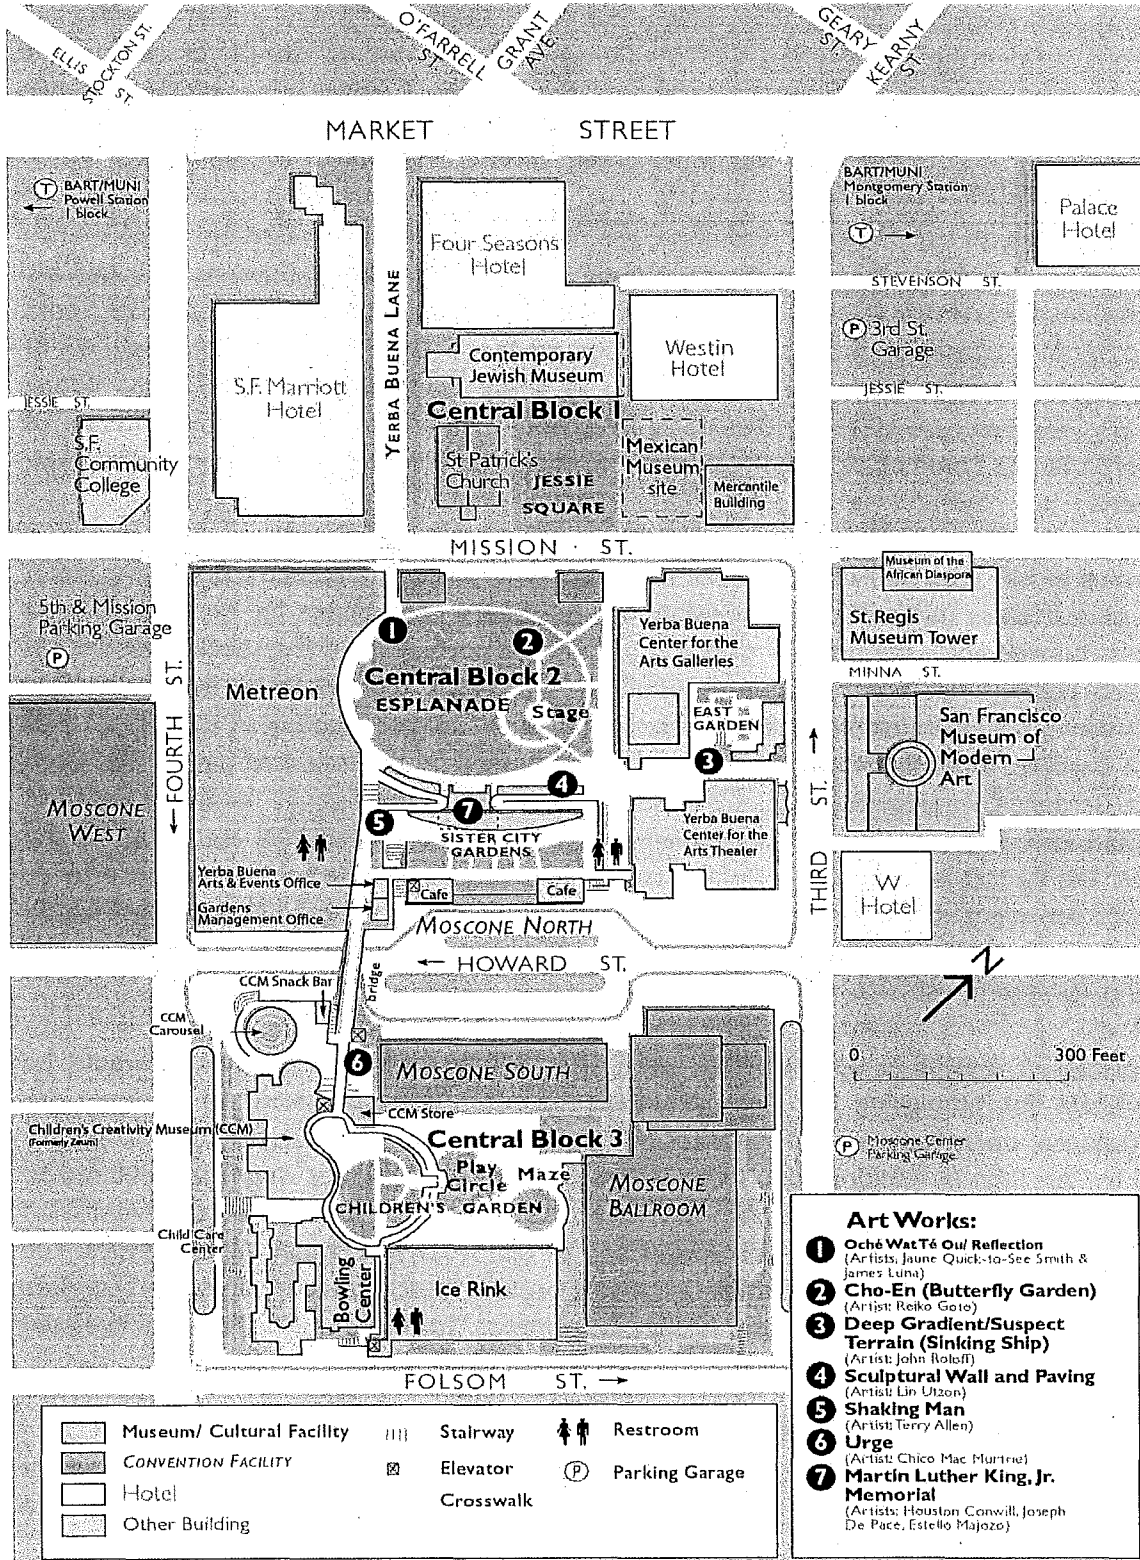 ELLIS ST.
STOCKTON ST.
O'FARRELL ST.
GRANT AVE.
GEARY ST.
KEARNY ST.
MARKET STREET
T BART/MUNI
Powell Station
1 block
BART/MUNI
Montgomery Station
1 block
T
Palace
Hotel
Four Seasons
Hotel
YERBA BUENA LANE
STEVENSON ST.
P 3rd St.
Garage
Contemporary
Jewish Museum
Westin
Hotel
S.F. Marriott
Hotel
JESSIE ST.
JESSIE ST.
Central Block 1
S.F.
Community
College
St Patrick's
Church
JESSIE
SQUARE
Mexican
Museum
site
Mercantile
Building
MISSION ST.
5th & Mission
Parking Garage
P
Museum of the
African Diaspora
St. Regis
Museum Tower
MINNA ST.
1
2
Yerba Buena
Center for the
Arts Galleries
Metreon
Central Block 2
ESPLANADE
Stage
EAST
GARDEN
San Francisco
Museum of
Modern
Art
FOURTH ST.
3
4
MOSCONE
WEST
7
5
SISTER CITY
GARDENS
Yerba Buena
Center for the
Arts Theater
THIRD ST.
Yerba Buena
Arts & Events Office
Gardens
Management Office
Cafe
Cafe
W
Hotel
MOSCONE NORTH
HOWARD ST.
bridge
N
CCM Snack Bar
CCM
Carousel
6
MOSCONE SOUTH
0 300 Feet
CCM Store
Children's Creativity Museum (CCM)
(Formerly Zeum)
Central Block 3
Play
Circle
Maze
MOSCONE
BALLROOM
P Moscone Center
Parking Garage
CHILDREN'S GARDEN
Child Care
Center
Bowling
Center
Ice Rink
FOLSOM ST.
Museum/ Cultural Facility
CONVENTION FACILITY
Hotel
Other Building
Stairway
Elevator
Crosswalk
Restroom
P Parking Garage
Art Works:
1 Oché Wat Té Ou/ Reflection
(Artists, Jaune Quick-to-See Smith &
James Luna)
2 Cho-En (Butterfly Garden)
(Artist: Reiko Goto)
3 Deep Gradient/Suspect
Terrain (Sinking Ship)
(Artist: John Roloff)
4 Sculptural Wall and Paving
(Artist: Lin Utzon)
5 Shaking Man
(Artist: Terry Allen)
6 Urge
(Artist: Chico Mac Murtrie)
7 Martin Luther King, Jr.
Memorial
(Artists: Houston Conwill, Joseph
De Pace, Estello Majozo)